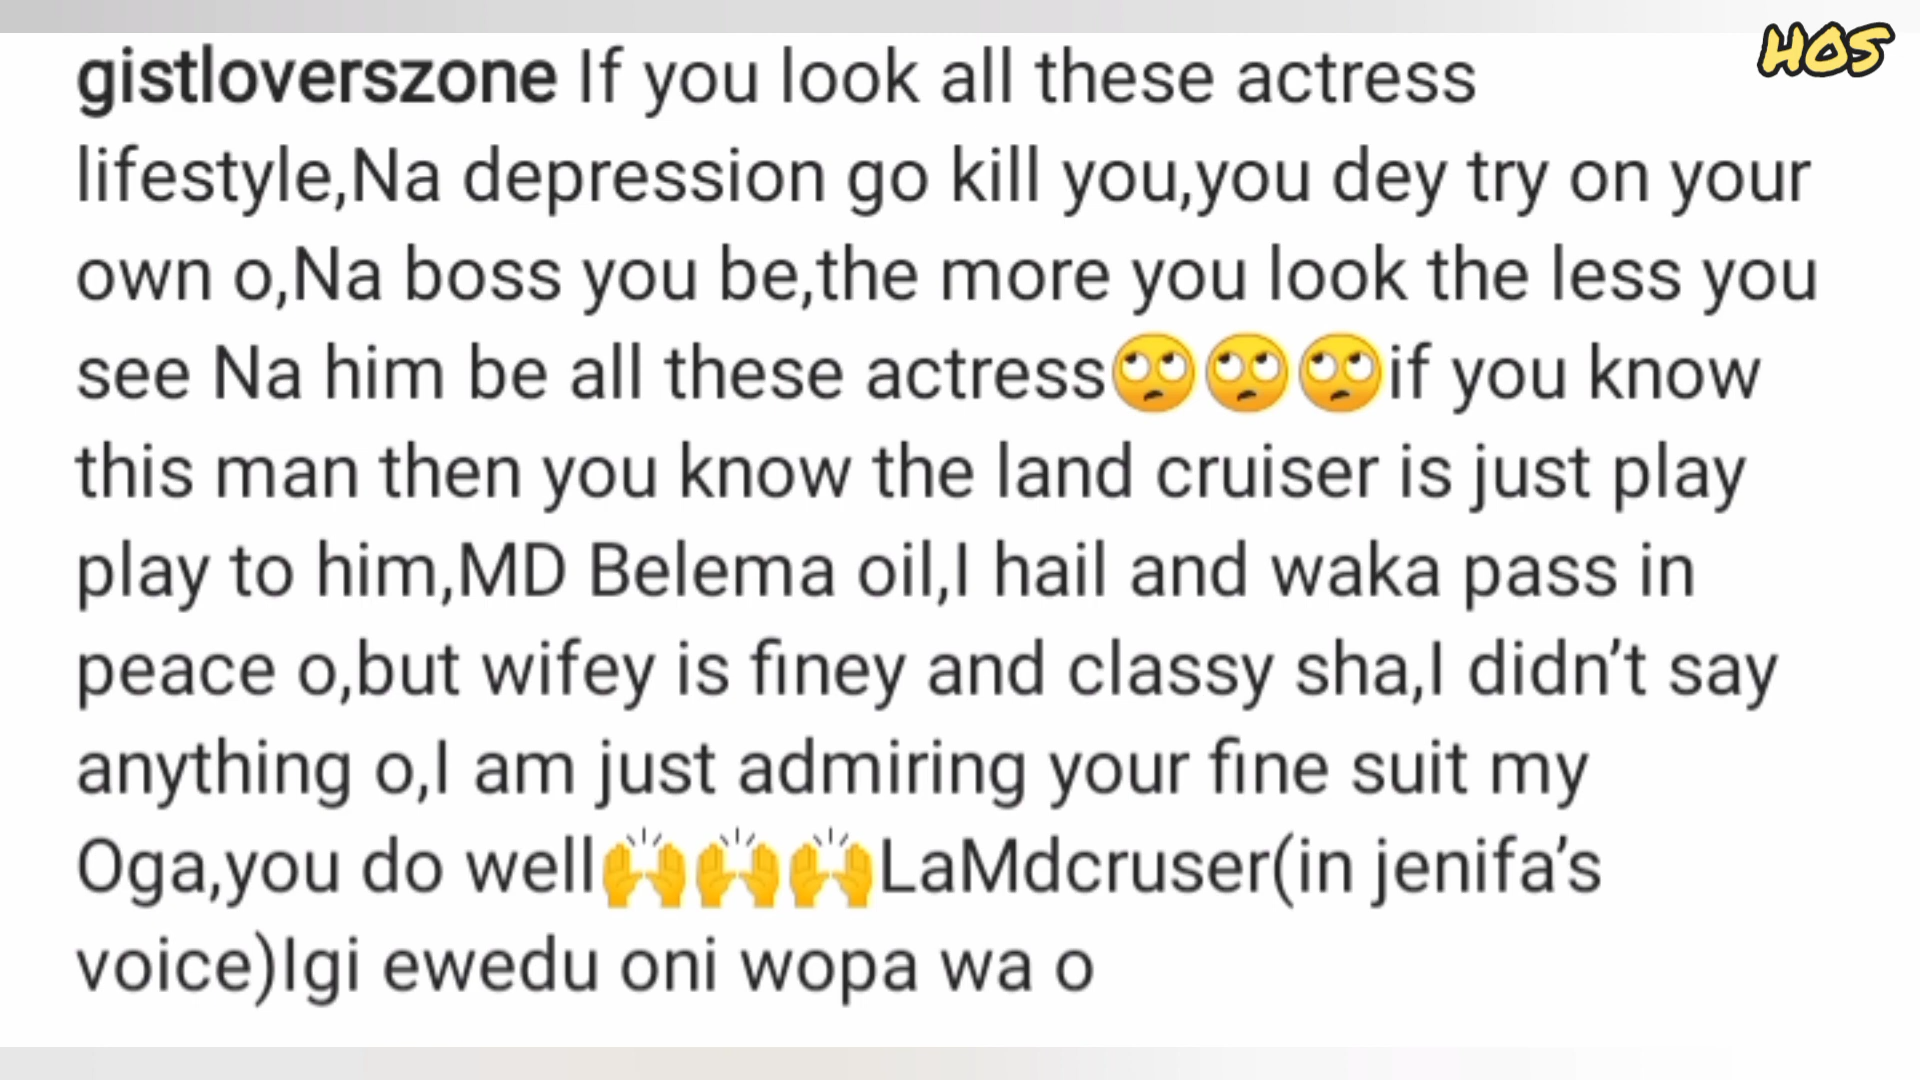 HOS
gistloverszone If you look all these actress
lifestyle,Na depression go kill you,you dey try on your
own o,Na boss you be,the more you look the less you
see Na him be all these actress🙄🙄🙄if you know
this man then you know the land cruiser is just play
play to him,MD Belema oil,I hail and waka pass in
peace o,but wifey is finey and classy sha,I didn’t say
anything o,I am just admiring your fine suit my
Oga,you do well🙌🙌🙌LaMdcruser(in jenifa’s
voice)Igi ewedu oni wopa wa o